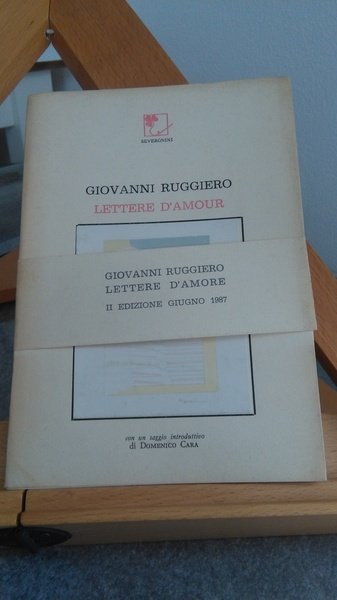 SEVERGNINI
GIOVANNI RUGGIERO
LETTERE D'AMOUR
GIOVANNI RUGGIERO
LETTERE D'AMORE
II EDIZIONE GIUGNO 1987
con un saggio introduttivo
di DOMENICO CARA